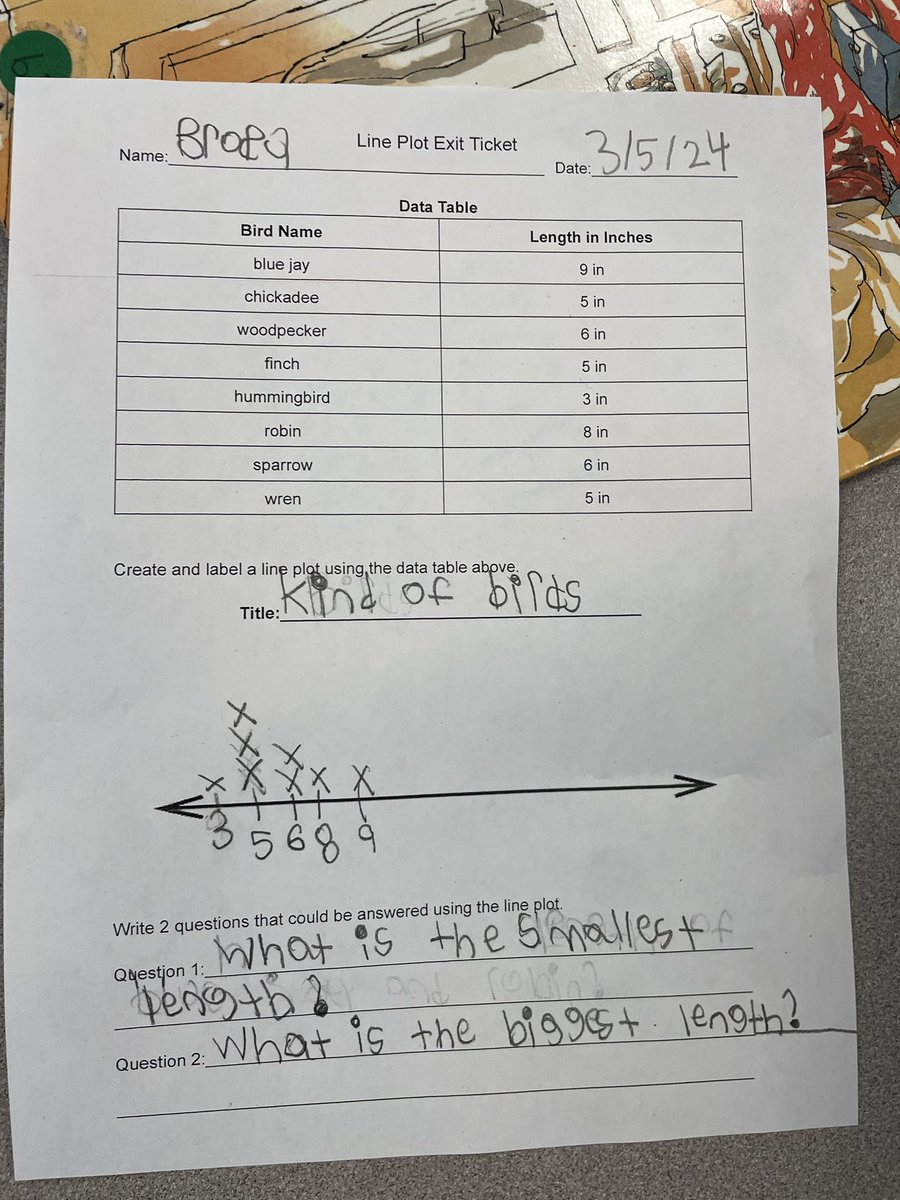 Line Plot Exit Ticket
Name: Date: 3/5/24
Data Table
Bird Name Length in Inches
blue jay 9 in
chickadee 5 in
woodpecker 6 in
finch 5 in
hummingbird 3 in
robin 8 in
sparrow 6 in
wren 5 in
Create and label a line plot using the data table above.
Title: Kind of birds
X
X X
X X X X X
3 5 6 8 9
Write 2 questions that could be answered using the line plot.
Question 1: What is the smallest
length?
Question 2: What is the biggest length?